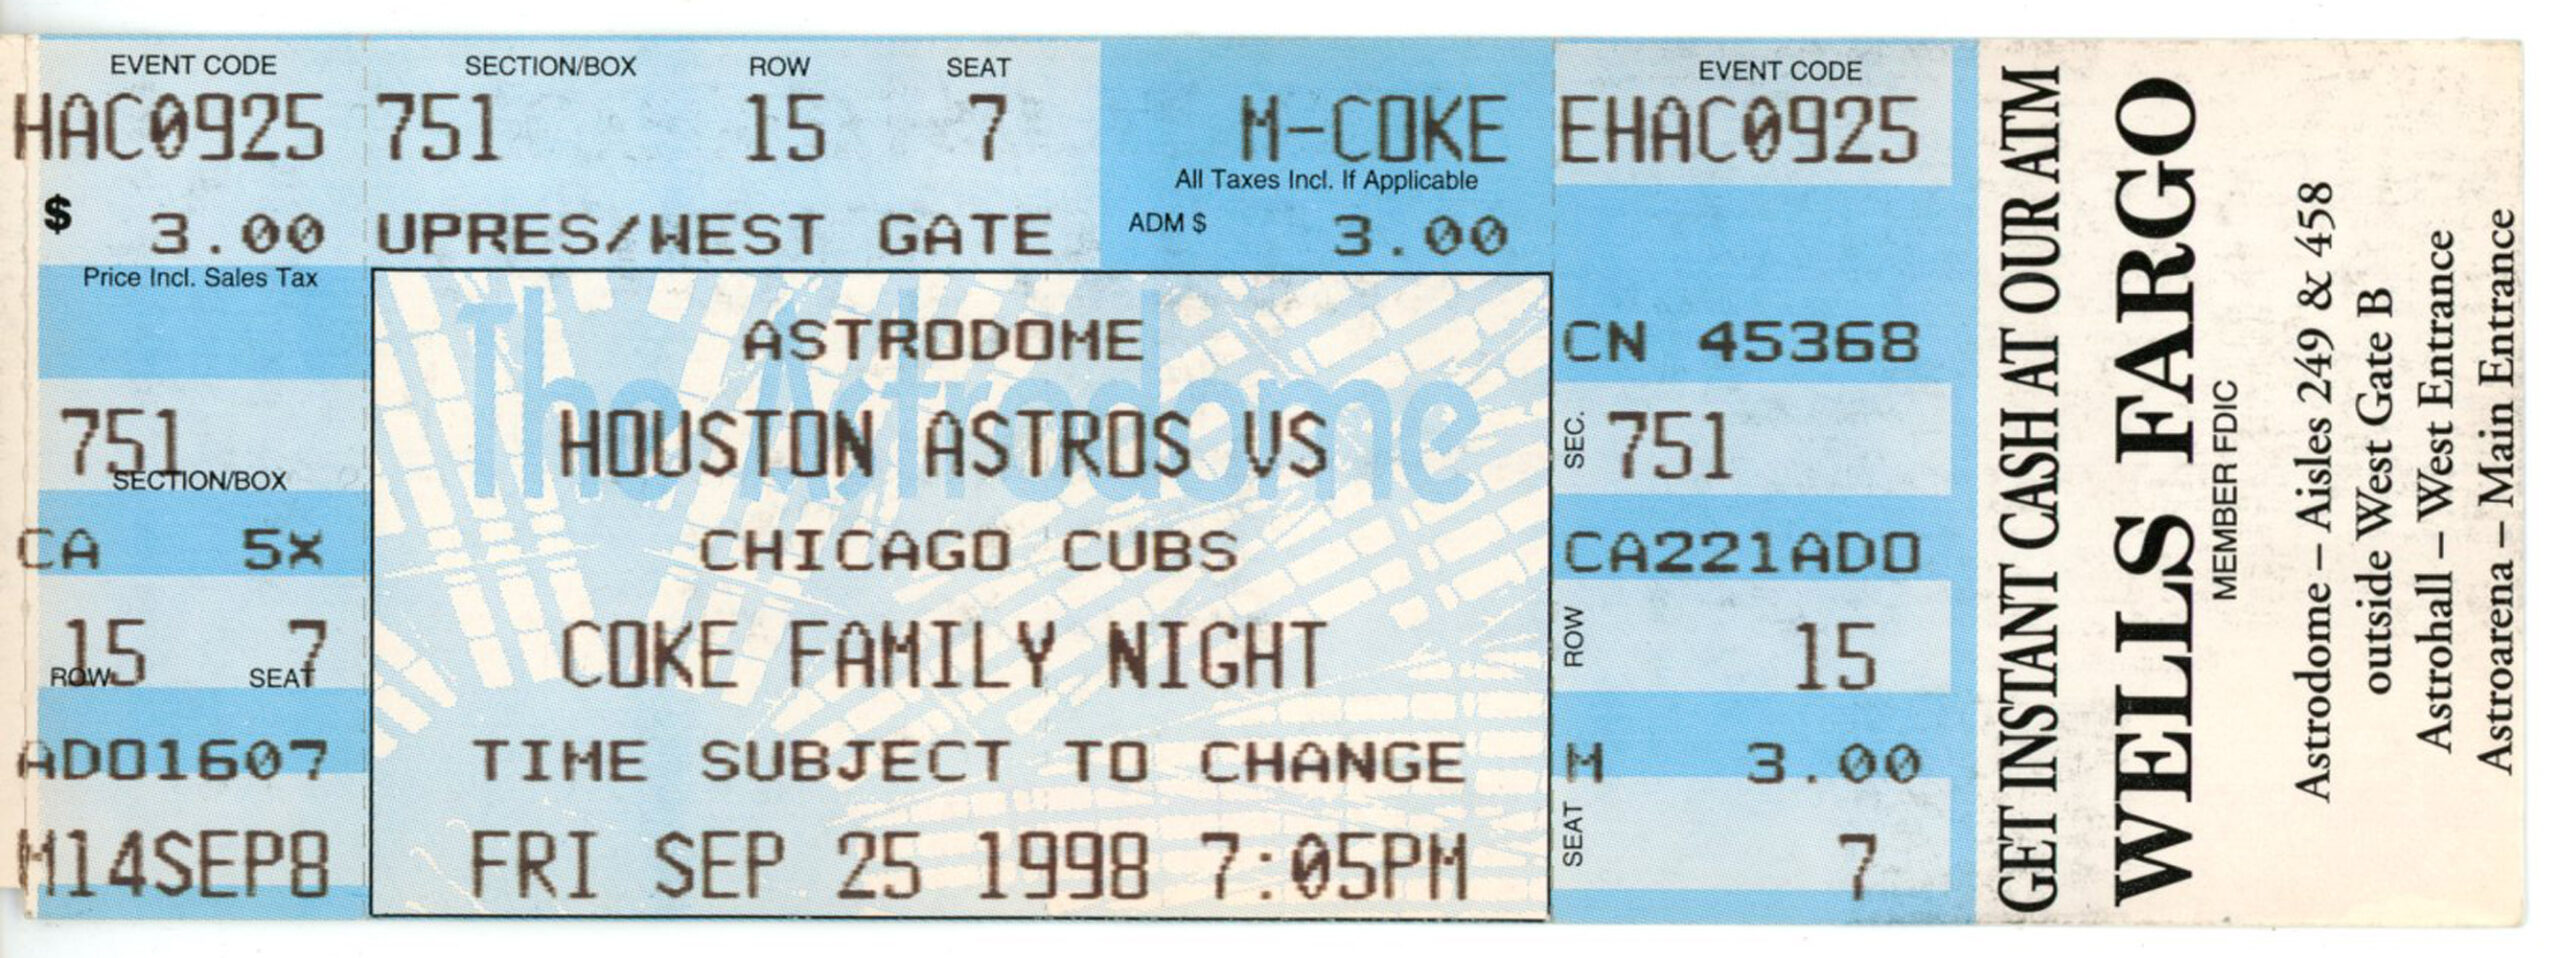 EVENT CODE
HAC0925
$ 3.00
Price Incl. Sales Tax
751
SECTION/BOX
CA 5X
15 7
ROW SEAT
ADO1607
M14SEP8
SECTION/BOX ROW SEAT
751 15 7 M-COKE
All Taxes Incl. If Applicable
UPRES/WEST GATE ADM $ 3.00
The Astrodome
ASTRODOME
HOUSTON ASTROS VS
CHICAGO CUBS
COKE FAMILY NIGHT
TIME SUBJECT TO CHANGE
FRI SEP 25 1998 7:05PM
EVENT CODE
EHAC0925
CN 45368
SEC. 751
CA221ADO
ROW 15
M 3.00
SEAT 7
GET INSTANT CASH AT OUR ATM
WELLS FARGO
MEMBER FDIC
Astrodome – Aisles 249 & 458
outside West Gate B
Astrohall – West Entrance
Astroarena – Main Entrance